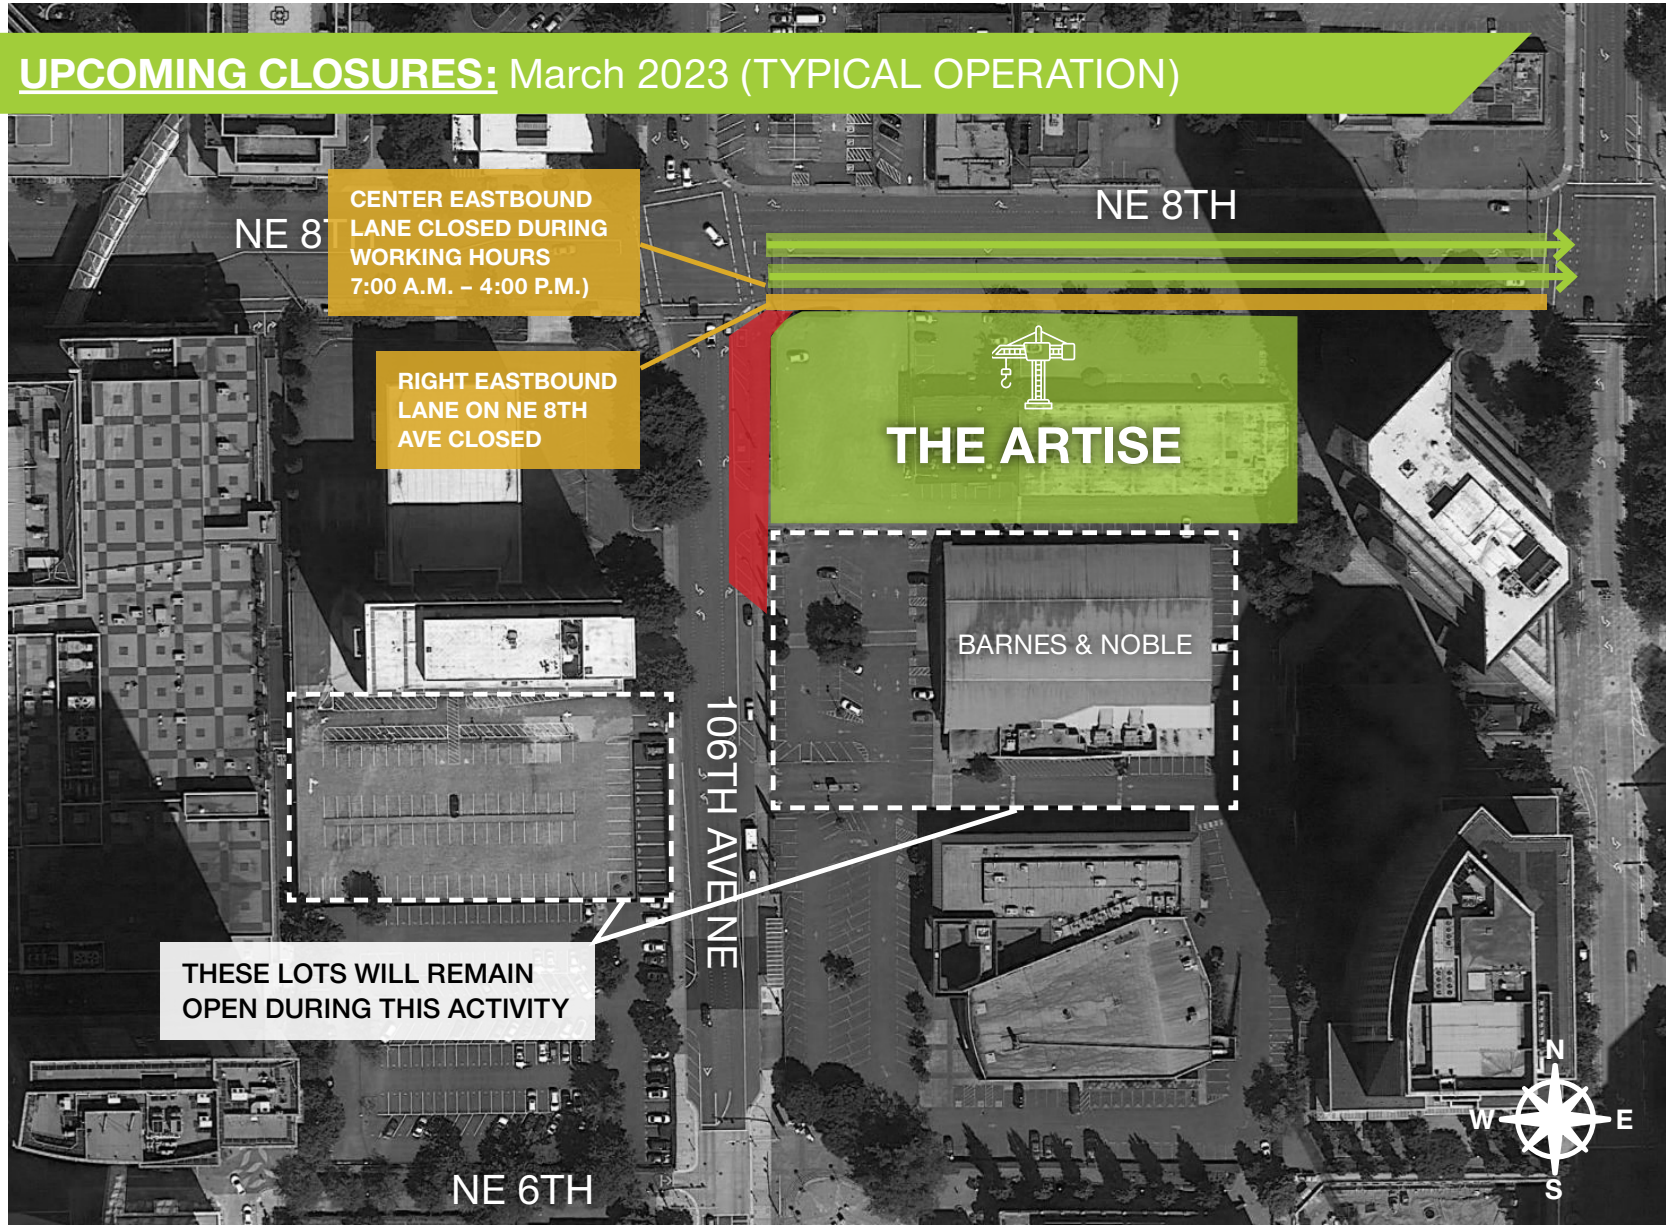 UPCOMING CLOSURES: March 2023 (TYPICAL OPERATION)
CENTER EASTBOUND
LANE CLOSED DURING
WORKING HOURS
7:00 A.M. – 4:00 P.M.)
NE 8TH
NE 8TH
RIGHT EASTBOUND
LANE ON NE 8TH
AVE CLOSED
THE ARTISE
BARNES & NOBLE
106TH AVE NE
THESE LOTS WILL REMAIN
OPEN DURING THIS ACTIVITY
NE 6TH
N
W E
S